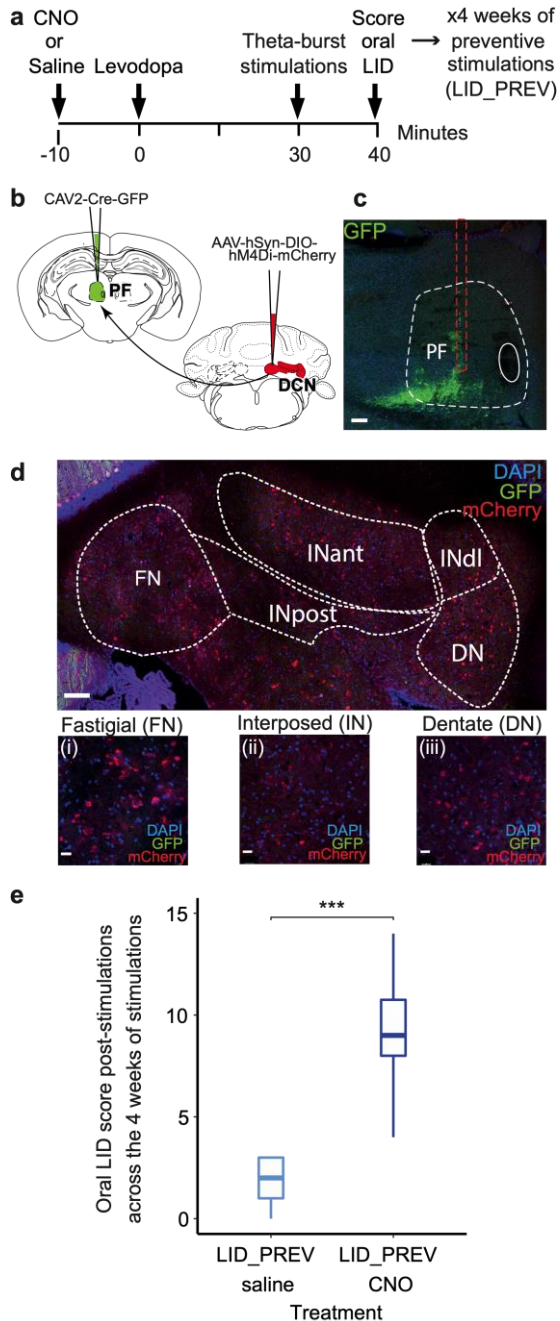 a
CNO
or
Saline
Levodopa
Theta-burst
stimulations
Score
oral
LID
x4 weeks of
preventive
stimulations
(LID_PREV)
Minutes
-10
0
30
40
b
CAV2-Cre-GFP
PF
AAV-hSyn-DIO-
hM4Di-mCherry
DCN
c
GFP
PF
d
DAPI
GFP
mCherry
FN
INant
INdl
INpost
DN
Fastigial (FN)
Interposed (IN)
Dentate (DN)
(i)
DAPI
GFP
mCherry
(ii)
DAPI
GFP
mCherry
(iii)
DAPI
GFP
mCherry
e
Oral LID score post-stimulations
across the 4 weeks of stimulations
15
10
5
0
***
LID_PREV
saline
LID_PREV
CNO
Treatment